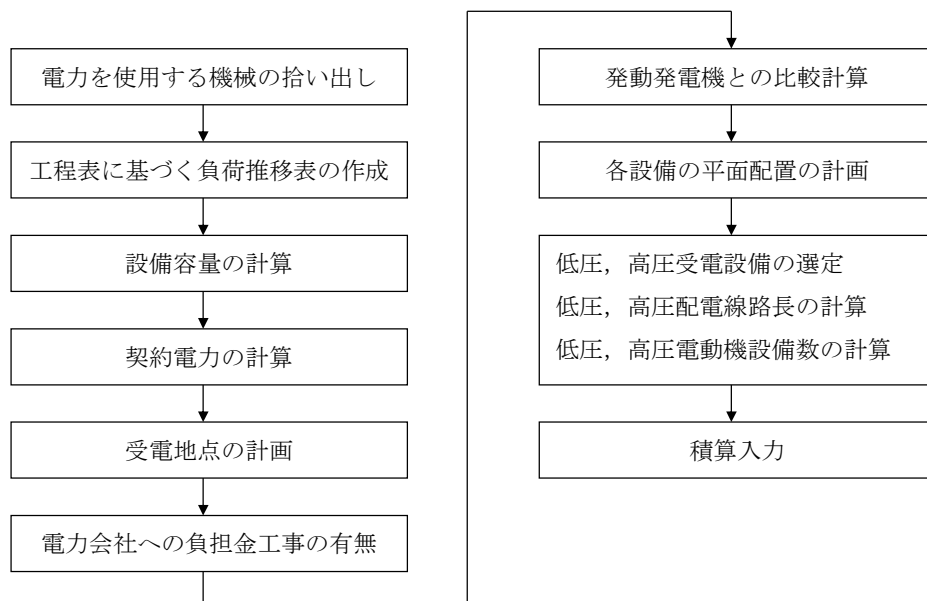 電力を使用する機械の拾い出し
工程表に基づく負荷推移表の作成
設備容量の計算
契約電力の計算
受電地点の計画
電力会社への負担金工事の有無
発動発電機との比較計算
各設備の平面配置の計画
低圧，高圧受電設備の選定
低圧，高圧配電線路長の計算
低圧，高圧電動機設備数の計算
積算入力